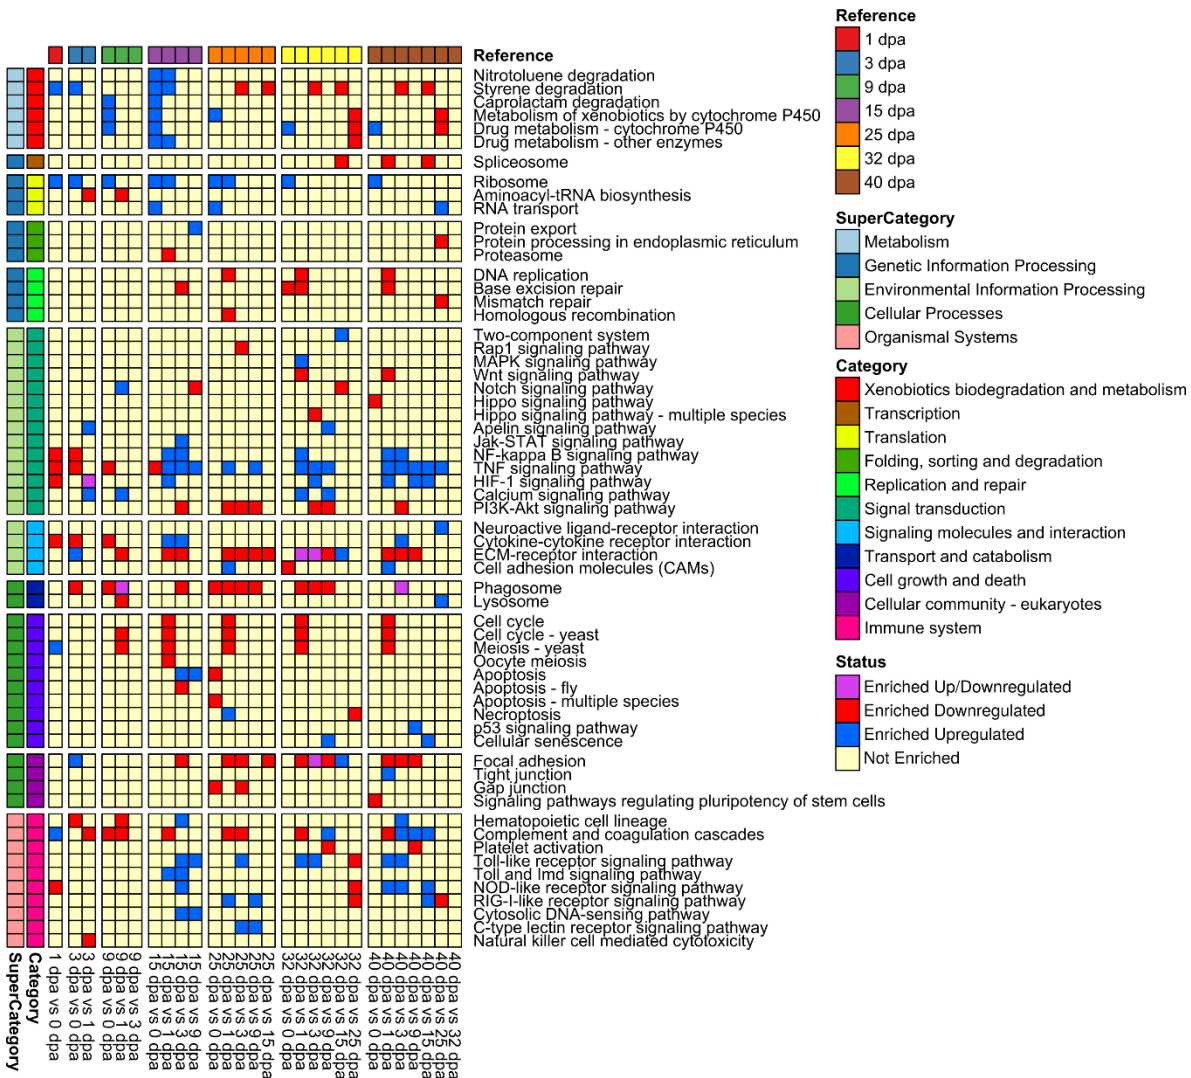 Reference
Nitrotoluene degradation
Styrene degradation
Caprolactam degradation
Metabolism of xenobiotics by cytochrome P450
Drug metabolism - cytochrome P450
Drug metabolism - other enzymes
Spliceosome
Ribosome
Aminoacyl-tRNA biosynthesis
RNA transport
Protein export
Protein processing in endoplasmic reticulum
Proteasome
DNA replication
Base excision repair
Mismatch repair
Homologous recombination
Two-component system
Rap1 signaling pathway
MAPK signaling pathway
Wnt signaling pathway
Notch signaling pathway
Hippo signaling pathway
Hippo signaling pathway - multiple species
Apelin signaling pathway
Jak-STAT signaling pathway
NF-kappa B signaling pathway
TNF signaling pathway
HIF-1 signaling pathway
Calcium signaling pathway
PI3K-Akt signaling pathway
Neuroactive ligand-receptor interaction
Cytokine-cytokine receptor interaction
ECM-receptor interaction
Cell adhesion molecules (CAMs)
Phagosome
Lysosome
Cell cycle
Cell cycle - yeast
Meiosis - yeast
Oocyte meiosis
Apoptosis
Apoptosis - fly
Apoptosis - multiple species
Necroptosis
p53 signaling pathway
Cellular senescence
Focal adhesion
Tight junction
Gap junction
Signaling pathways regulating pluripotency of stem cells
Hematopoietic cell lineage
Complement and coagulation cascades
Platelet activation
Toll-like receptor signaling pathway
Toll and Imd signaling pathway
NOD-like receptor signaling pathway
RIG-I-like receptor signaling pathway
Cytosolic DNA-sensing pathway
C-type lectin receptor signaling pathway
Natural killer cell mediated cytotoxicity
SuperCategory
Category
1 dpa vs 0 dpa
3 dpa vs 0 dpa
3 dpa vs 1 dpa
9 dpa vs 0 dpa
9 dpa vs 1 dpa
9 dpa vs 3 dpa
15 dpa vs 0 dpa
15 dpa vs 1 dpa
15 dpa vs 3 dpa
15 dpa vs 9 dpa
25 dpa vs 0 dpa
25 dpa vs 1 dpa
25 dpa vs 3 dpa
25 dpa vs 9 dpa
25 dpa vs 15 dpa
32 dpa vs 0 dpa
32 dpa vs 1 dpa
32 dpa vs 3 dpa
32 dpa vs 9 dpa
32 dpa vs 15 dpa
32 dpa vs 25 dpa
40 dpa vs 0 dpa
40 dpa vs 1 dpa
40 dpa vs 3 dpa
40 dpa vs 9 dpa
40 dpa vs 15 dpa
40 dpa vs 25 dpa
40 dpa vs 32 dpa
Reference
1 dpa
3 dpa
9 dpa
15 dpa
25 dpa
32 dpa
40 dpa
SuperCategory
Metabolism
Genetic Information Processing
Environmental Information Processing
Cellular Processes
Organismal Systems
Category
Xenobiotics biodegradation and metabolism
Transcription
Translation
Folding, sorting and degradation
Replication and repair
Signal transduction
Signaling molecules and interaction
Transport and catabolism
Cell growth and death
Cellular community - eukaryotes
Immune system
Status
Enriched Up/Downregulated
Enriched Downregulated
Enriched Upregulated
Not Enriched